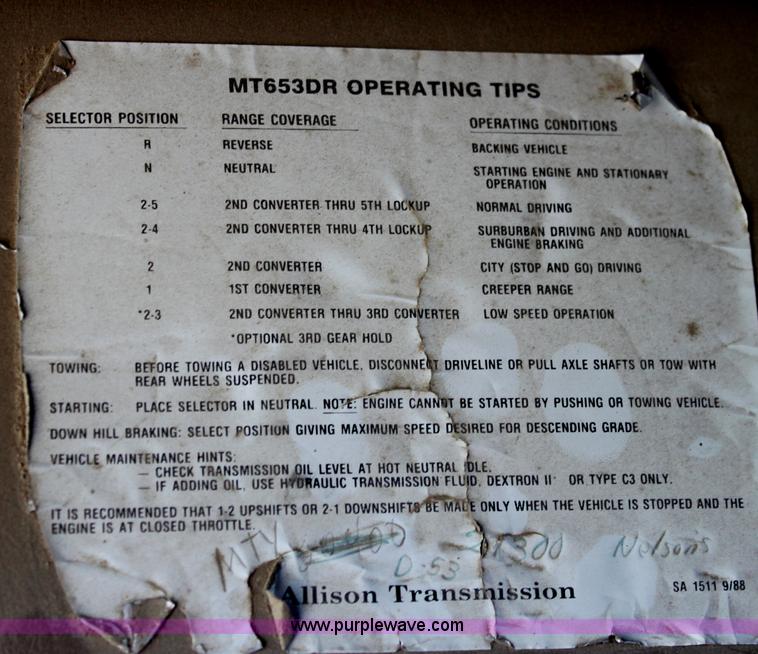 MT653DR OPERATING TIPS
SELECTOR POSITION RANGE COVERAGE OPERATING CONDITIONS
R REVERSE BACKING VEHICLE
N NEUTRAL STARTING ENGINE AND STATIONARY
OPERATION
2-5 2ND CONVERTER THRU 5TH LOCKUP NORMAL DRIVING
2-4 2ND CONVERTER THRU 4TH LOCKUP SURBURBAN DRIVING AND ADDITIONAL
ENGINE BRAKING
2 2ND CONVERTER CITY (STOP AND GO) DRIVING
1 1ST CONVERTER CREEPER RANGE
*2-3 2ND CONVERTER THRU 3RD CONVERTER LOW SPEED OPERATION
*OPTIONAL 3RD GEAR HOLD
TOWING: BEFORE TOWING A DISABLED VEHICLE, DISCONNECT DRIVELINE OR PULL AXLE SHAFTS OR TOW WITH
REAR WHEELS SUSPENDED.
STARTING: PLACE SELECTOR IN NEUTRAL. NOTE: ENGINE CANNOT BE STARTED BY PUSHING OR TOWING VEHICLE.
DOWN HILL BRAKING: SELECT POSITION GIVING MAXIMUM SPEED DESIRED FOR DESCENDING GRADE.
VEHICLE MAINTENANCE HINTS:
— CHECK TRANSMISSION OIL LEVEL AT HOT NEUTRAL IDLE.
— IF ADDING OIL, USE HYDRAULIC TRANSMISSION FLUID, DEXTRON II* OR TYPE C3 ONLY.
IT IS RECOMMENDED THAT 1-2 UPSHIFTS OR 2-1 DOWNSHIFTS BE MADE ONLY WHEN THE VEHICLE IS STOPPED AND THE
ENGINE IS AT CLOSED THROTTLE.
MTY Nelsons
D-53
Allison Transmission SA 1511 9/88
www.purplewave.com